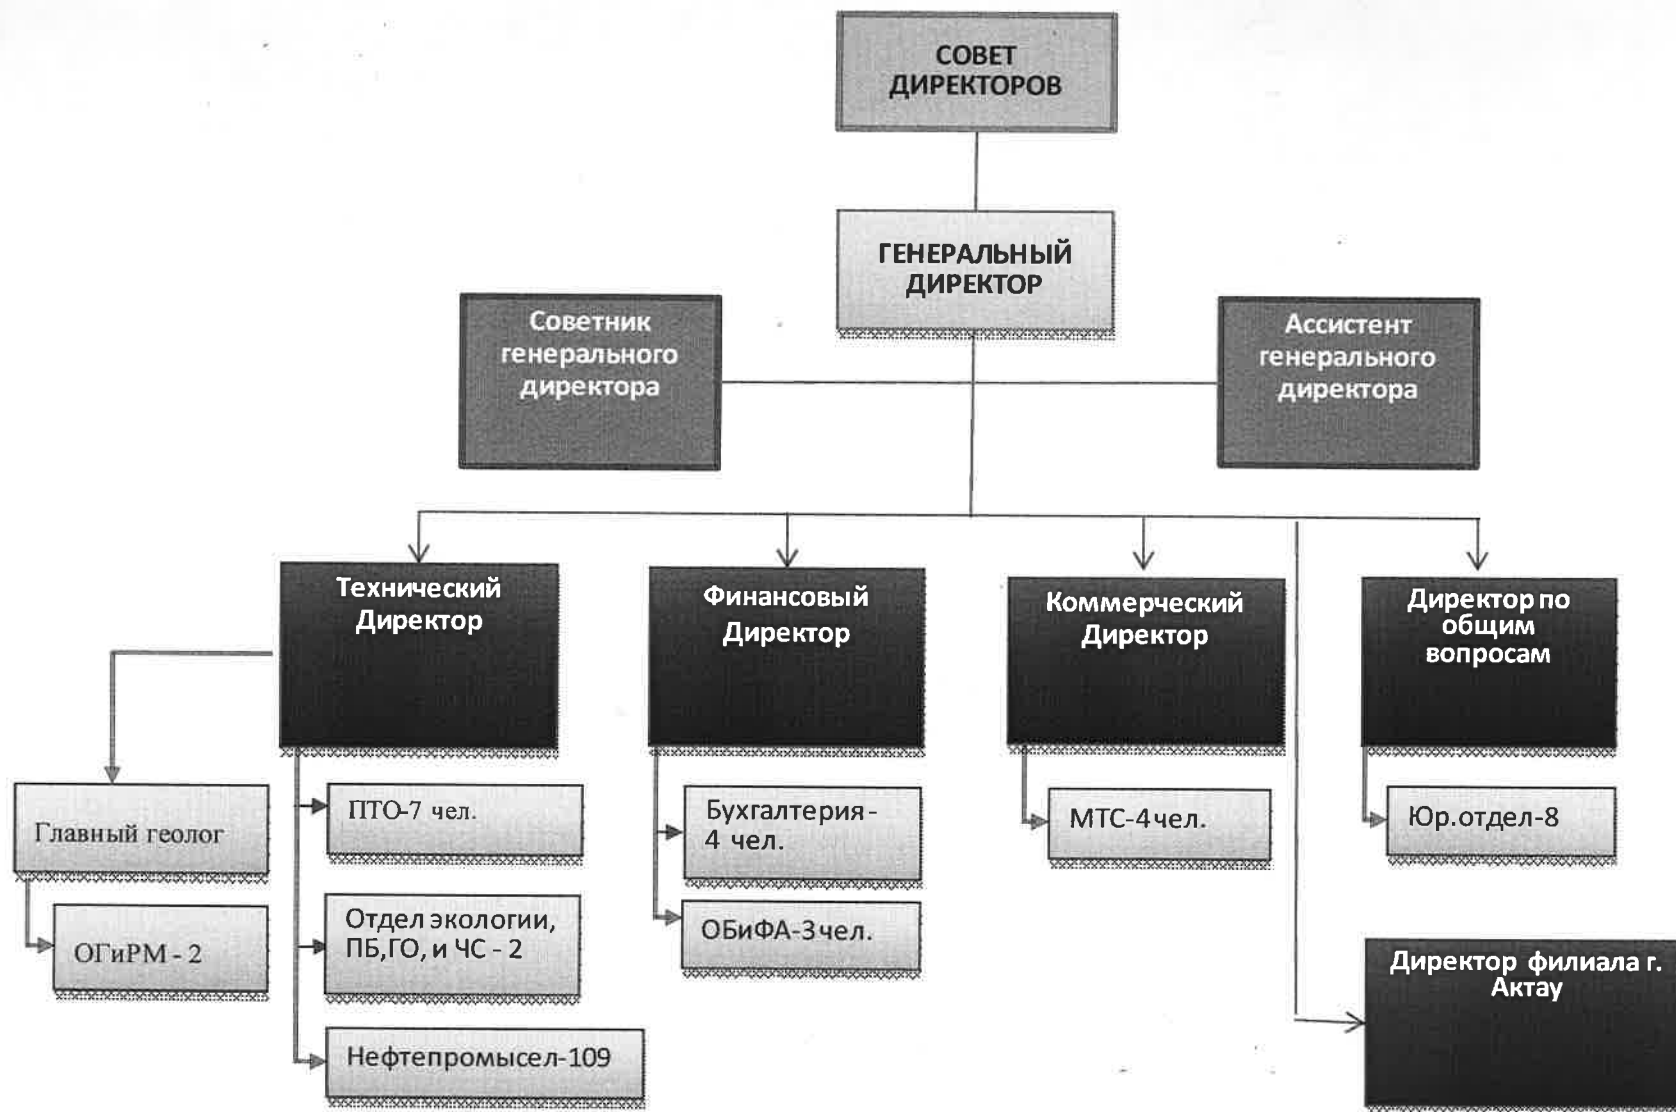 СОВЕТ
ДИРЕКТОРОВ
ГЕНЕРАЛЬНЫЙ
ДИРЕКТОР
Советник
генерального
директора
Ассистент
генерального
директора
Технический
Директор
Финансовый
Директор
Коммерческий
Директор
Директор по
общим
вопросам
Главный геолог
ОГиРМ - 2
ПТО-7 чел.
Отдел экологии,
ПБ,ГО, и ЧС - 2
Нефтепромысел-109
Бухгалтерия-
4 чел.
ОБиФА-3чел.
МТС-4чел.
Юр.отдел-8
Директор филиала г.
Актау